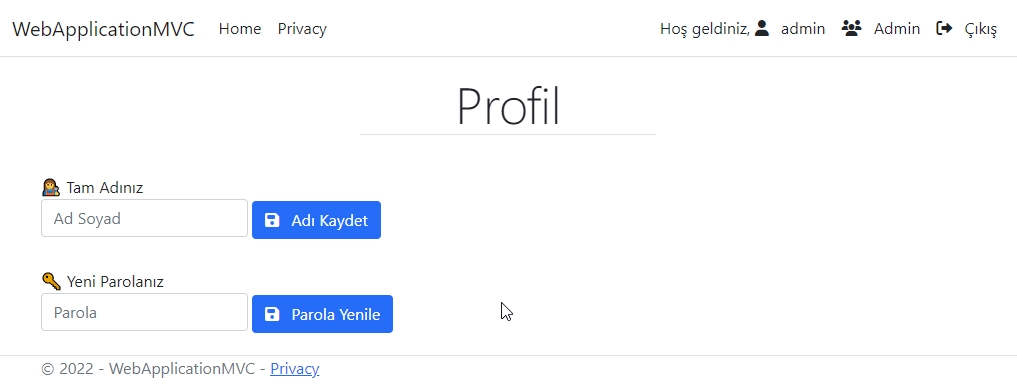 WebApplicationMVC Home Privacy Hoş geldiniz, admin Admin Çıkış
Profil
Tam Adınız
Ad Soyad Adı Kaydet
Yeni Parolanız
Parola Parola Yenile
© 2022 - WebApplicationMVC - Privacy